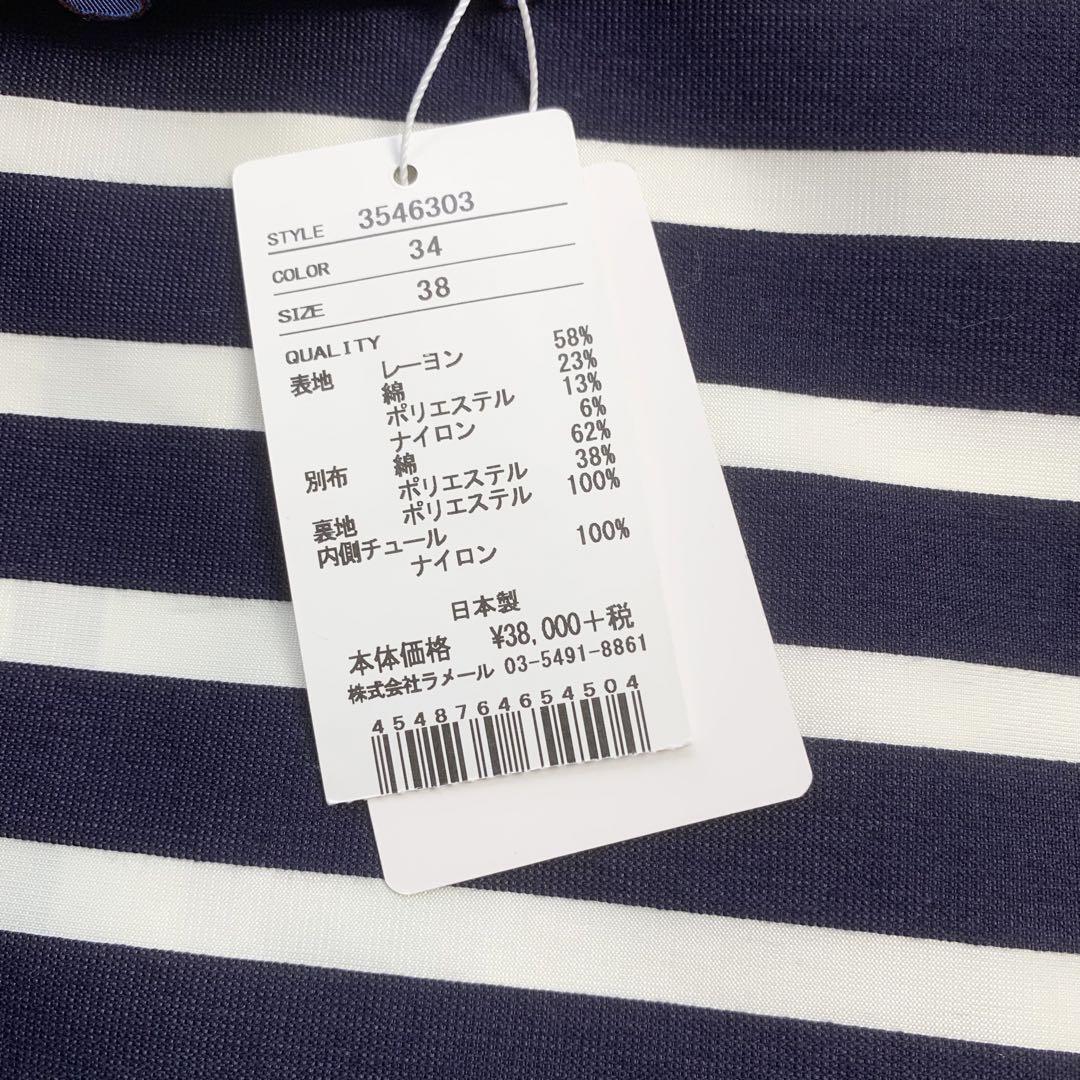 STYLE 3546303
COLOR 34
SIZE 38
QUALITY
表地 レーヨン 58%
綿 23%
ポリエステル 13%
ナイロン 6%
別布 綿 62%
ポリエステル 38%
裏地 ポリエステル 100%
内側チュール
ナイロン 100%
日本製
本体価格 ¥38,000+税
株式会社ラメール 03-5491-8861
4548764654504